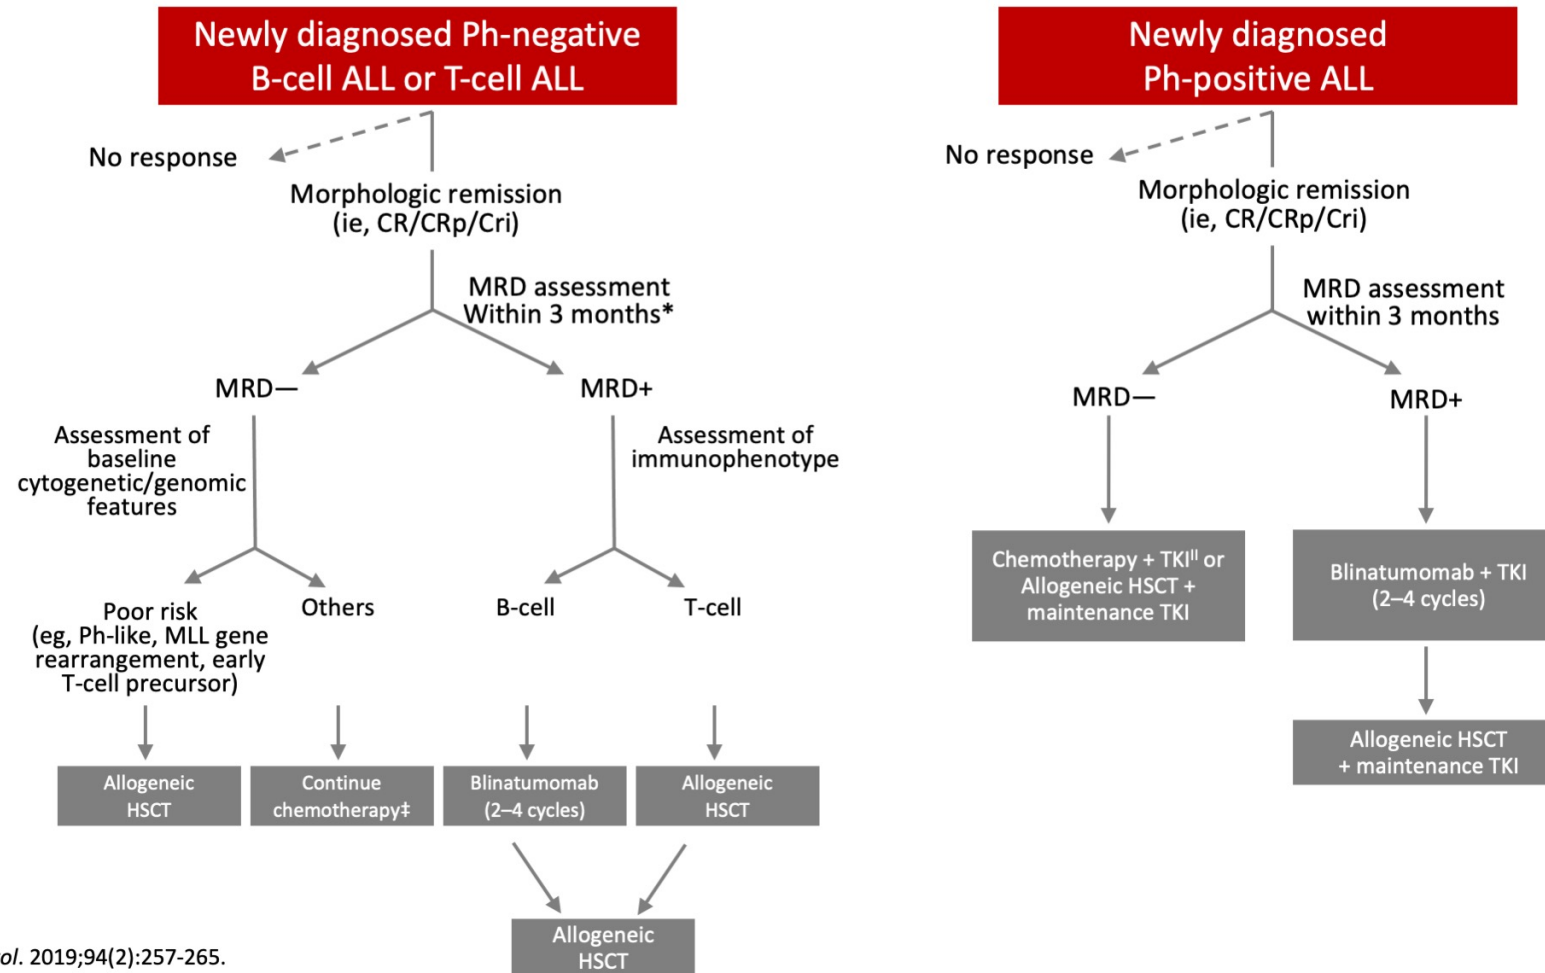 Newly diagnosed Ph-negative
B-cell ALL or T-cell ALL
No response
Morphologic remission
(ie, CR/CRp/Cri)
MRD assessment
Within 3 months*
MRD—
MRD+
Assessment of
baseline
cytogenetic/genomic
features
Assessment of
immunophenotype
Poor risk
(eg, Ph-like, MLL gene
rearrangement, early
T-cell precursor)
Others
B-cell
T-cell
Allogeneic
HSCT
Continue
chemotherapy‡
Blinatumomab
(2–4 cycles)
Allogeneic
HSCT
Allogeneic
HSCT
Newly diagnosed
Ph-positive ALL
No response
Morphologic remission
(ie, CR/CRp/Cri)
MRD assessment
within 3 months
MRD—
MRD+
Chemotherapy + TKIᴵᴵ or
Allogeneic HSCT +
maintenance TKI
Blinatumomab + TKI
(2–4 cycles)
Allogeneic HSCT
+ maintenance TKI
ol. 2019;94(2):257-265.